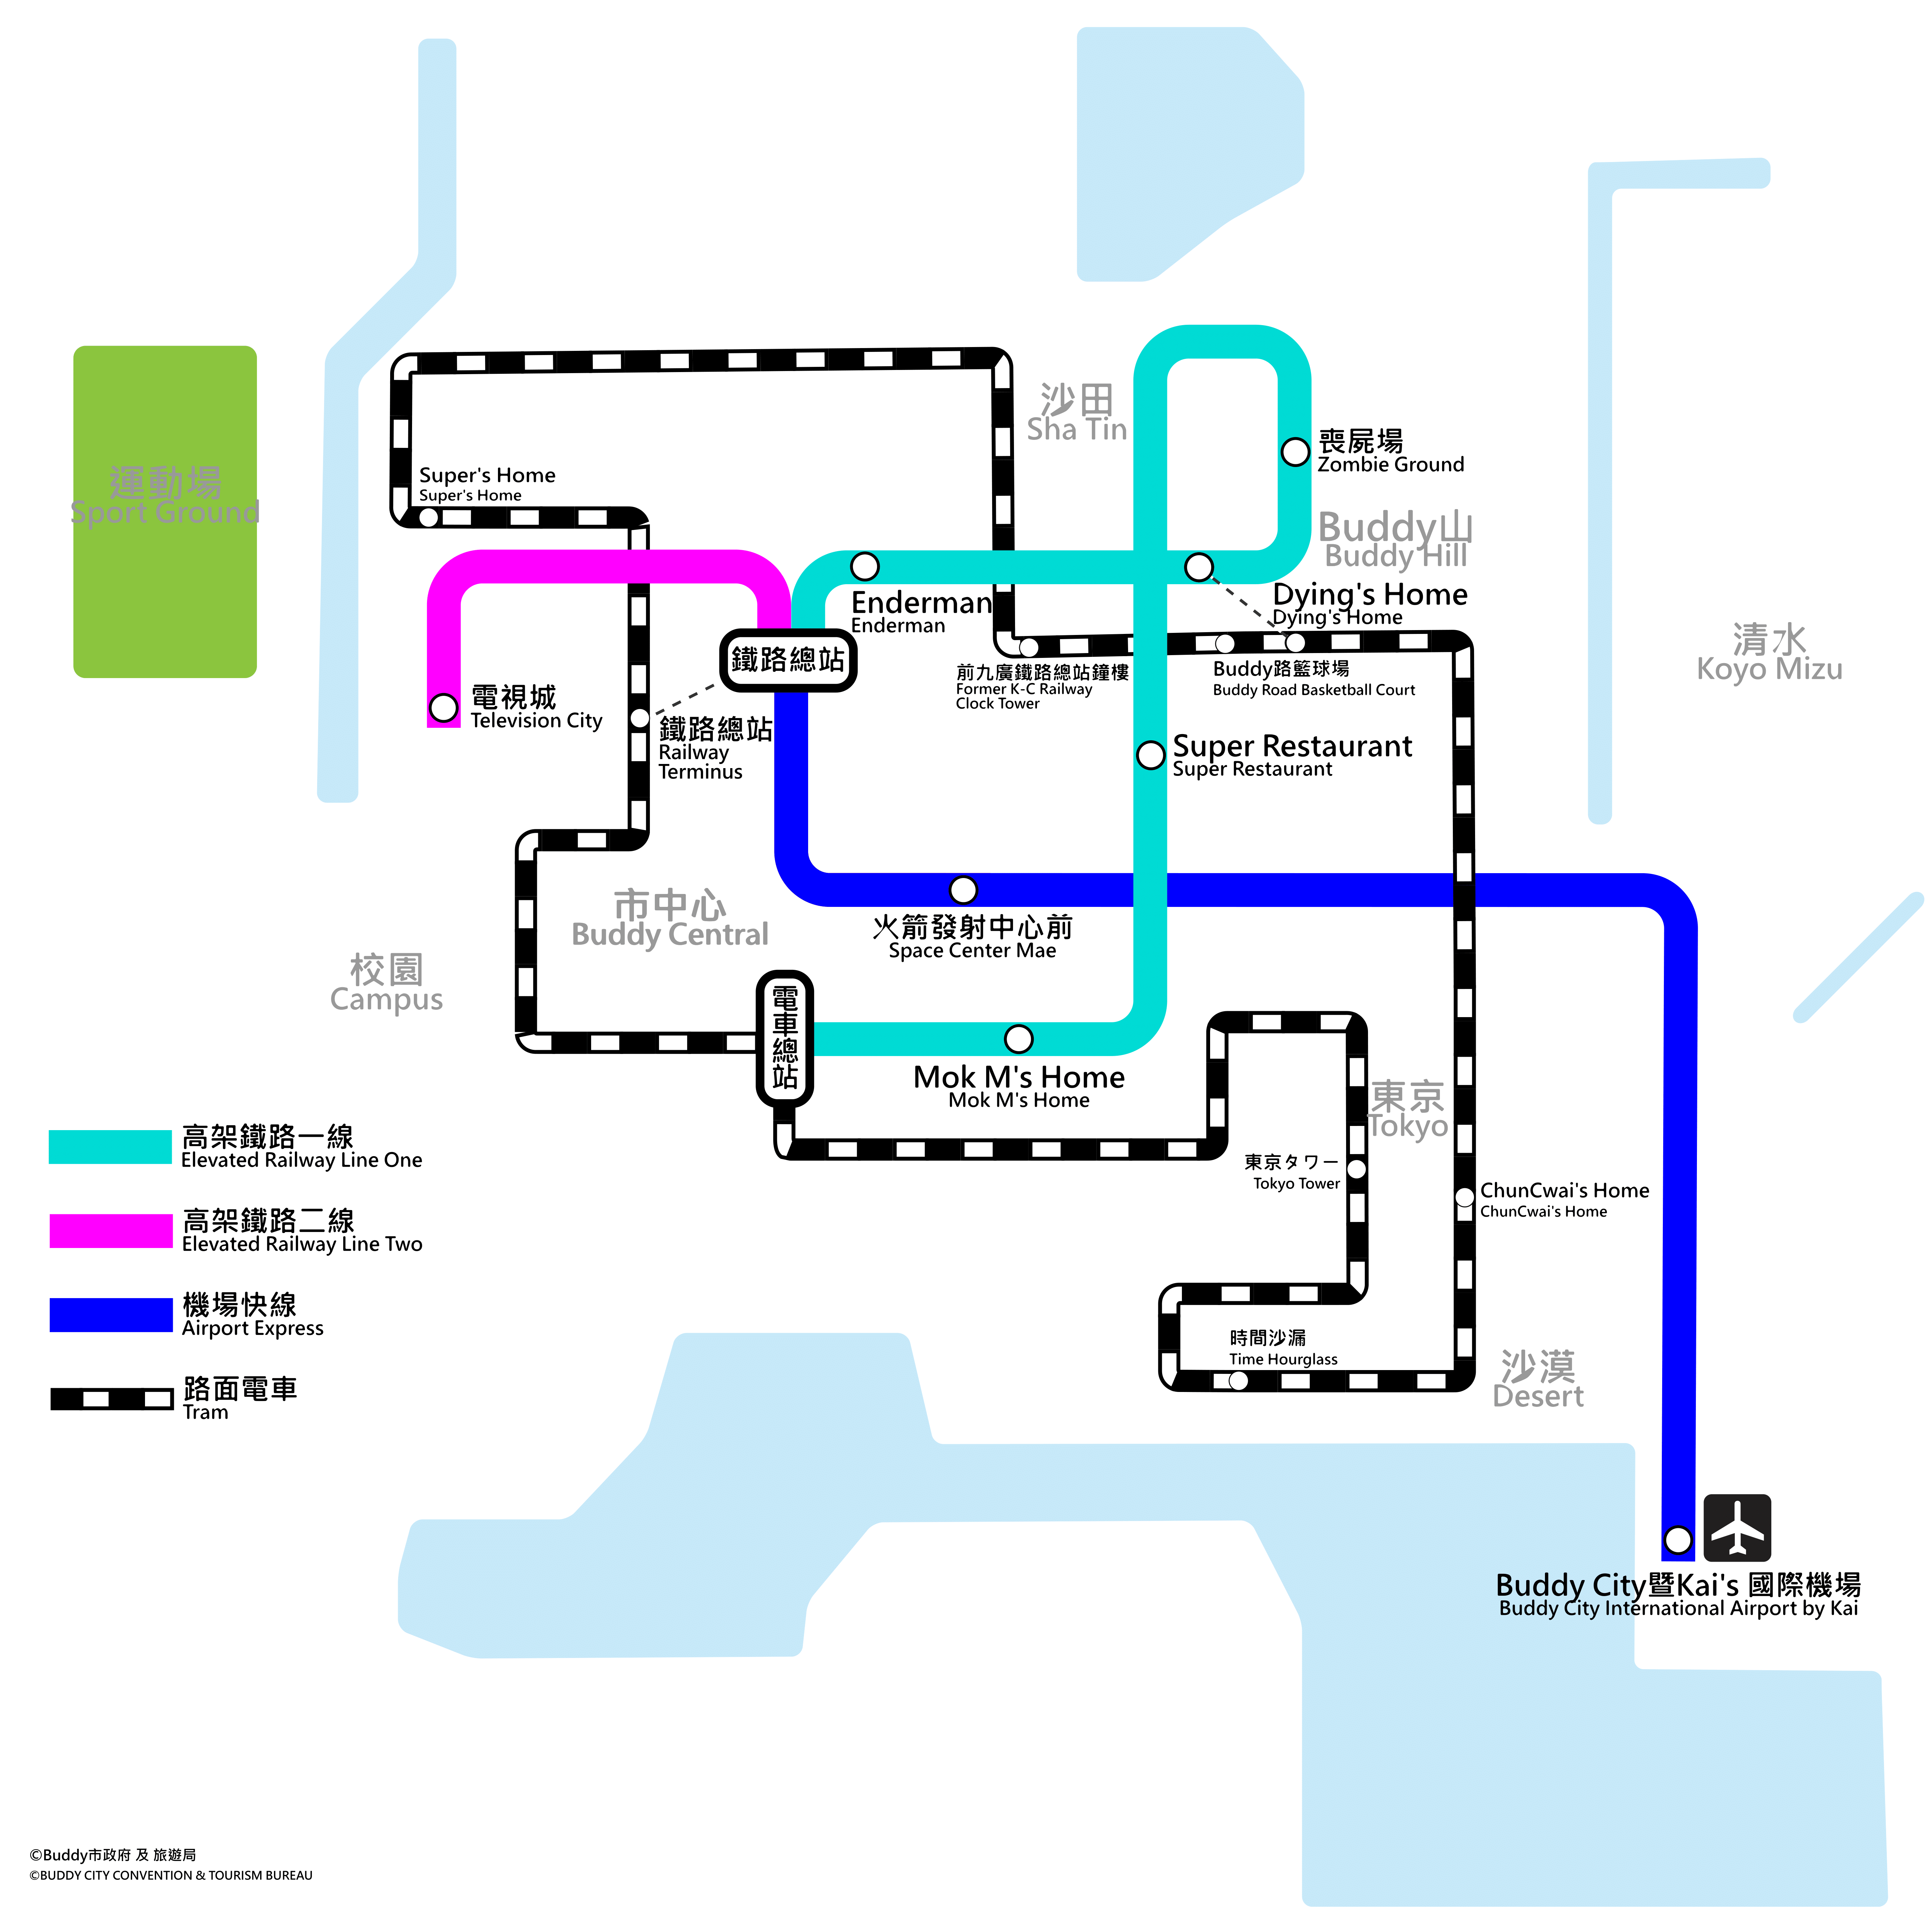 沙田
Sha Tin
喪屍場
Zombie Ground
運動場
Sport Ground
Super's Home
Super's Home
Buddy山
Buddy Hill
Enderman
Enderman
Dying's Home
Dying's Home
清水
Koyo Mizu
鐵路總站
前九廣鐵路總站鐘樓
Former K-C Railway
Clock Tower
Buddy路籃球場
Buddy Road Basketball Court
電視城
Television City
鐵路總站
Railway
Terminus
Super Restaurant
Super Restaurant
市中心
Buddy Central
火箭發射中心前
Space Center Mae
校園
Campus
電車總站
Mok M's Home
Mok M's Home
東京
Tokyo
東京タワー
Tokyo Tower
ChunCwai's Home
ChunCwai's Home
時間沙漏
Time Hourglass
沙漠
Desert
高架鐵路一線
Elevated Railway Line One
高架鐵路二線
Elevated Railway Line Two
機場快線
Airport Express
路面電車
Tram
Buddy City暨Kai's 國際機場
Buddy City International Airport by Kai
©Buddy市政府 及 旅遊局
©BUDDY CITY CONVENTION & TOURISM BUREAU